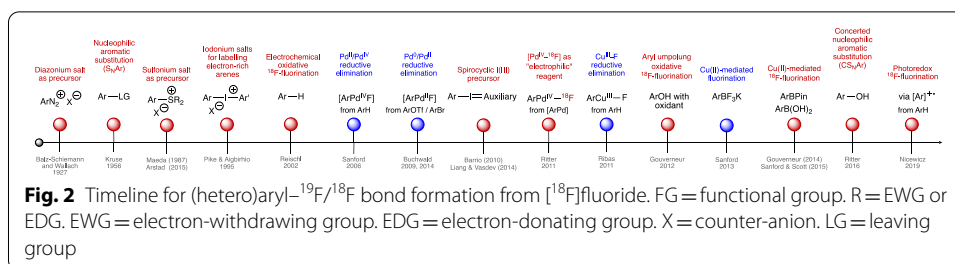 Diazonium salt
as precursor
ArN₂⊕ X⊖
Balz-Schiemann
and Wallach
1927
Nucleophilic
aromatic
substitution
(SNAr)
Ar—LG
Kruse
1956
Sulfonium salt
as precursor
Ar—SR₂ ⊕
X⊖
Maeda (1987)
Årstad (2015)
Iodonium salts
for labelling
electron-rich
arenes
Ar—I—Ar' ⊕
X⊖
Pike & Aigbirhio
1995
Electrochemical
oxidative
¹⁸F-fluorination
Ar—H
Reischl
2002
Pdᴵᴵ/Pdᴵⱽ
reductive
elimination
[ArPdᴵⱽF]
from ArH
Sanford
2006
Pd⁰/Pdᴵᴵ
reductive
elimination
[ArPdᴵᴵF]
from ArOTf / ArBr
Buchwald
2009, 2014
Spirocyclic I(III) precursor
Ar—I═Auxiliary
Barrio (2010)
Liang & Vasdev (2014)
[Pdᴵⱽ-¹⁸F] as
"electrophilic"
reagent
ArPdᴵⱽ—¹⁸F
from [ArPd]
Ritter
2011
Cuᴵᴵᴵ-F
reductive
elimination
ArCuᴵᴵᴵ—F
from ArH
Ribas
2011
Aryl umpolung
oxidative
¹⁸F-fluorination
ArOH with
oxidant
Gouverneur
2012
Cu(II)-mediated
fluorination
ArBF₃K
Sanford
2013
Cu(II)-mediated
¹⁸F-fluorination
ArBPin
ArB(OH)₂
Gouverneur (2014)
Sanford & Scott (2015)
Concerted
nucleophilic
aromatic
substitution
(CSNAr)
Ar—OH
Ritter
2016
Photoredox
¹⁸F-fluorination
via [Ar]⁺•
from ArH
Nicewicz
2019
Fig. 2 Timeline for (hetero)aryl–¹⁹F/¹⁸F bond formation from [¹⁸F]fluoride. FG = functional group. R = EWG or
EDG. EWG = electron-withdrawing group. EDG = electron-donating group. X = counter-anion. LG = leaving
group